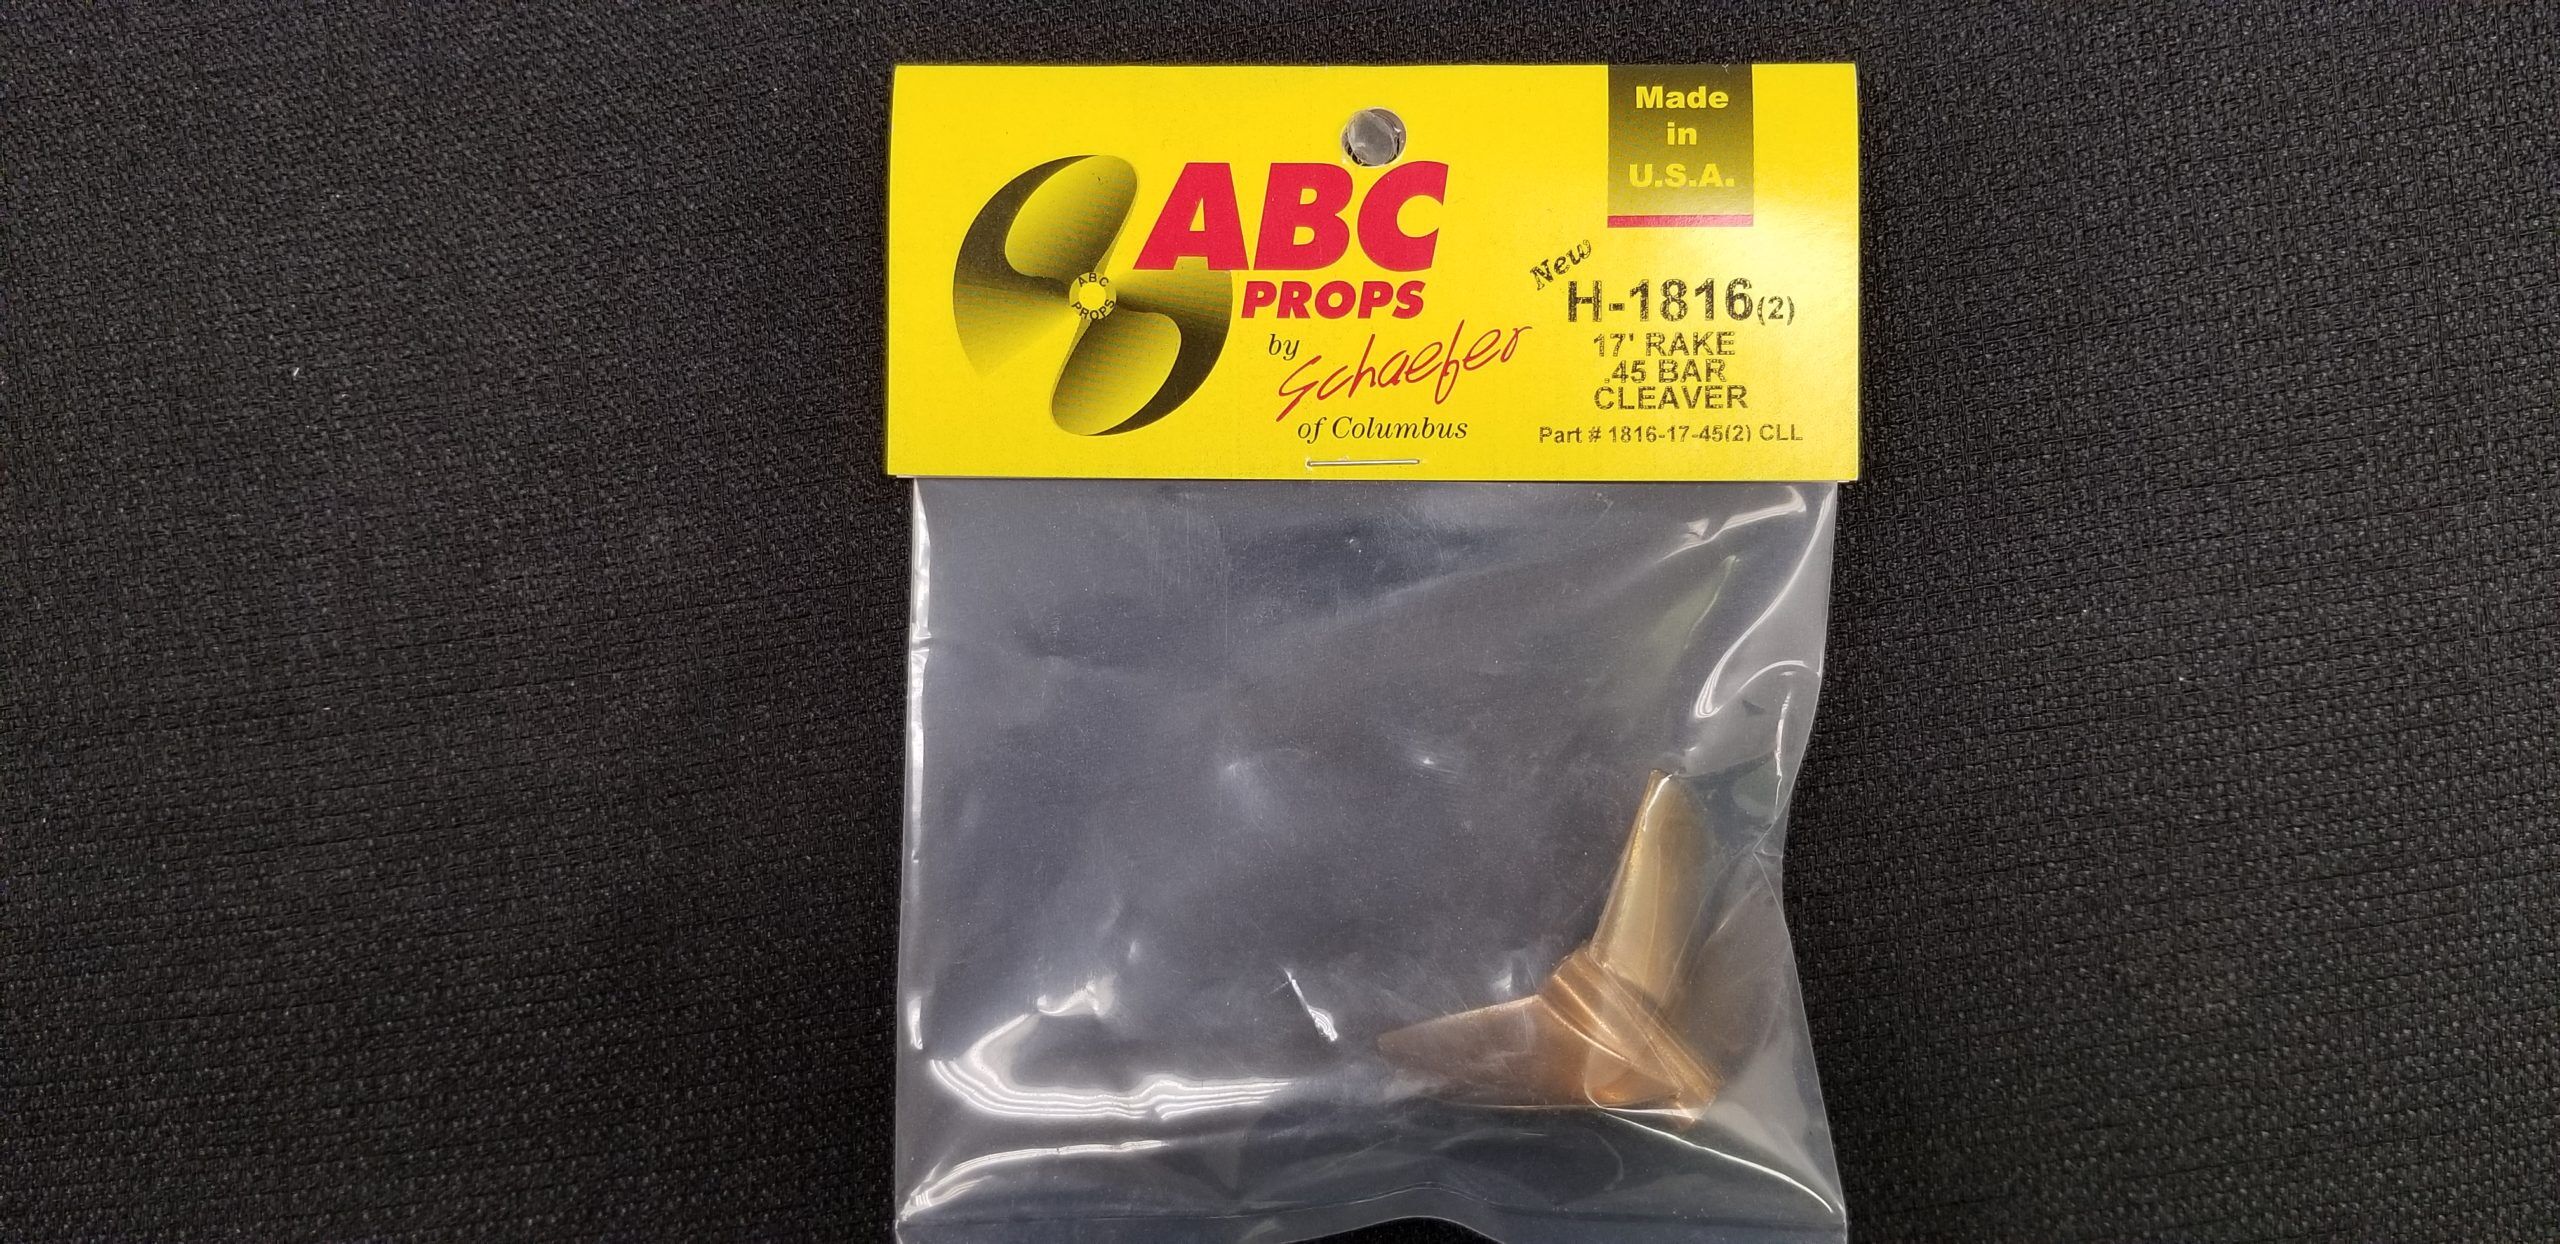 Made
in
U.S.A.
ABC
PROPS
ABC
PROPS
by Schaefer
of Columbus
New
H-1816(2)
17' RAKE
.45 BAR
CLEAVER
Part # 1816-17-45(2) CLL